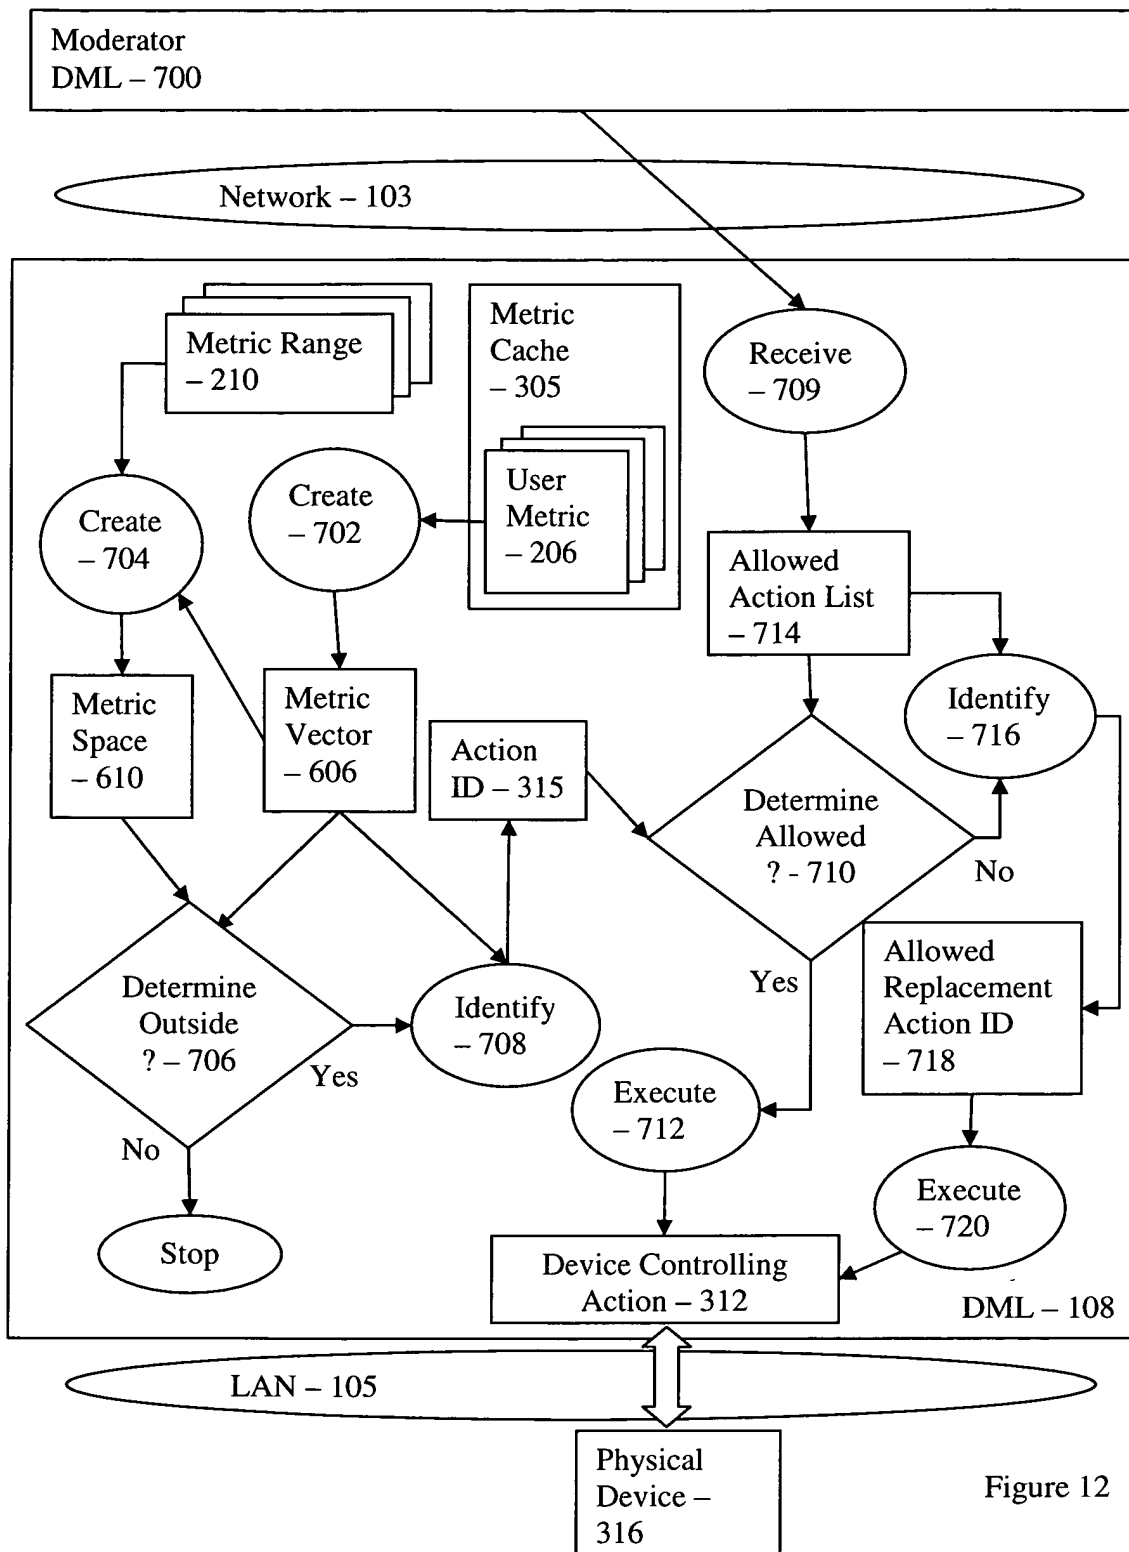 Moderator
DML – 700
Network – 103
Metric Range
– 210
Metric
Cache
– 305
User
Metric
– 206
Receive
– 709
Create
– 704
Create
– 702
Allowed
Action List
– 714
Metric
Space
– 610
Metric
Vector
– 606
Action
ID – 315
Identify
– 716
Determine
Allowed
? - 710
No
Yes
Determine
Outside
? – 706
Yes
No
Identify
– 708
Allowed
Replacement
Action ID
– 718
Execute
– 712
Execute
– 720
Stop
Device Controlling
Action – 312
DML – 108
LAN – 105
Physical
Device –
316
Figure 12